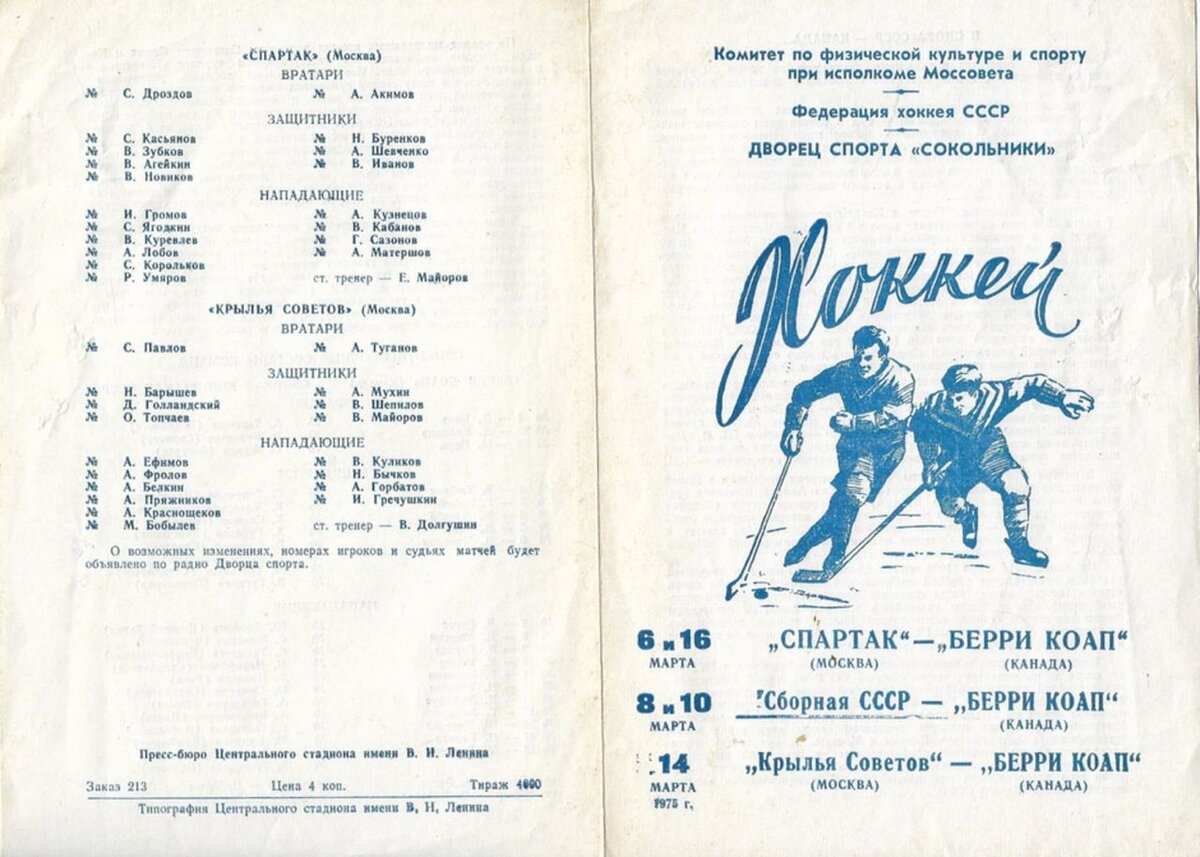 «СПАРТАК» (Москва)
ВРАТАРИ
№ С. Дроздов № А. Акимов
ЗАЩИТНИКИ
№ С. Касьянов № Н. Буренков
№ В. Зубков № А. Шевченко
№ В. Агейкин № В. Иванов
№ В. Новиков
НАПАДАЮЩИЕ
№ И. Громов № А. Кузнецов
№ С. Ягодкин № В. Кабанов
№ В. Куревлев № Г. Сазонов
№ А. Лобов № А. Матершов
№ С. Корольков
№ Р. Умяров ст. тренер — Е. Майоров
«КРЫЛЬЯ СОВЕТОВ» (Москва)
ВРАТАРИ
№ С. Павлов № А. Туганов
ЗАЩИТНИКИ
№ Н. Барышев № А. Мухин
№ Д. Голландский № В. Шепилов
№ О. Топчаев № В. Майоров
НАПАДАЮЩИЕ
№ А. Ефимов № В. Куликов
№ А. Фролов № Н. Бычков
№ А. Белкин № А. Горбатов
№ А. Пряжников № И. Гречушкин
№ А. Краснощеков
№ М. Бобылев ст. тренер — В. Долгушин
О возможных изменениях, номерах игроков и судьях матчей будет
объявлено по радио Дворца спорта.
Пресс-бюро Центрального стадиона имени В. И. Ленина
Заказ 213 Цена 4 коп. Тираж 4000
Типография Центрального стадиона имени В, И, Ленина
Комитет по физической культуре и спорту
при исполкоме Моссовета
Федерация хоккея СССР
ДВОРЕЦ СПОРТА «СОКОЛЬНИКИ»
Хоккей
6 и 16 „СПАРТАК“ — „БЕРРИ КОАП“
МАРТА (МОСКВА) (КАНАДА)
8 и 10 Сборная СССР — „БЕРРИ КОАП“
МАРТА (КАНАДА)
14 „Крылья Советов“ — „БЕРРИ КОАП“
МАРТА (МОСКВА) (КАНАДА)
1975 г,